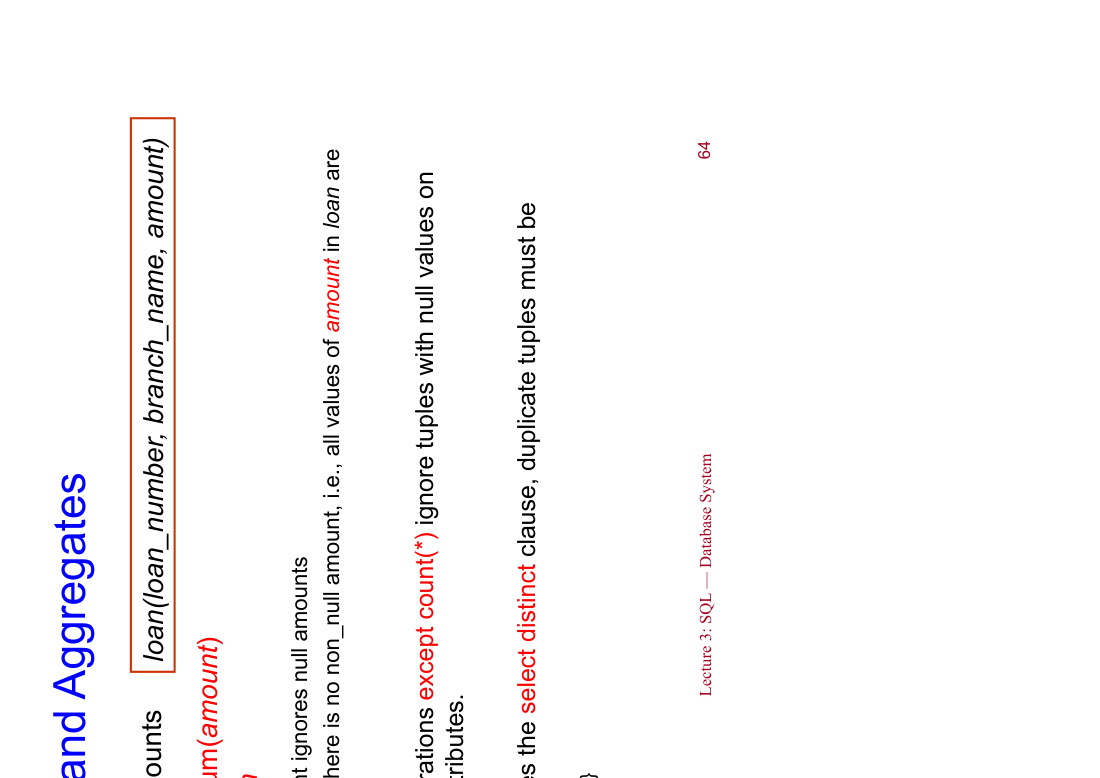 and Aggregates
ounts loan(loan_number, branch_name, amount)
um(amount)
nt ignores null amounts
here is no non_null amount, i.e., all values of amount in loan are
rations except count(*) ignore tuples with null values on
tributes.
es the select distinct clause, duplicate tuples must be
}
Lecture 3: SQL — Database System 64